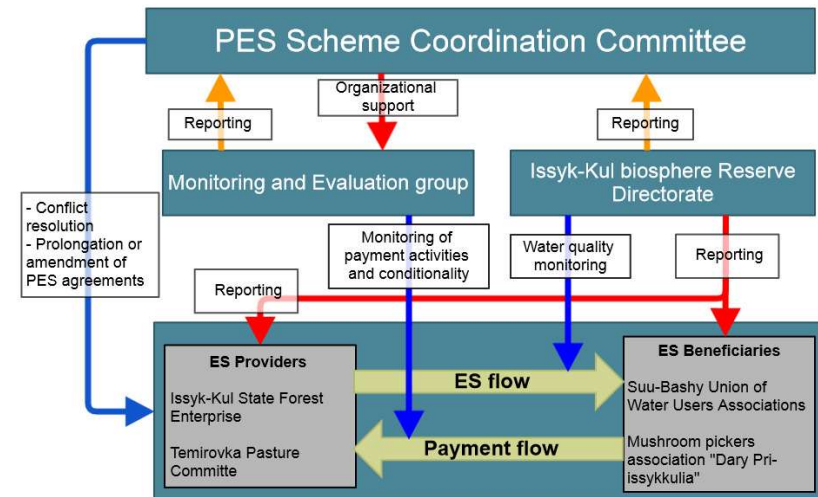 PES Scheme Coordination Committee
Reporting
Organizational
support
Reporting
Monitoring and Evaluation group
Issyk-Kul biosphere Reserve
Directorate
- Conflict
resolution
- Prolongation or
amendment of
PES agreements
Monitoring of
payment activities
and conditionality
Water quality
monitoring
Reporting
Reporting
ES Providers
Issyk-Kul State Forest
Enterprise
Temirovka Pasture
Committe
ES flow
Payment flow
ES Beneficiaries
Suu-Bashy Union of
Water Users Associations
Mushroom pickers
association "Dary Pri-
issykkulia"